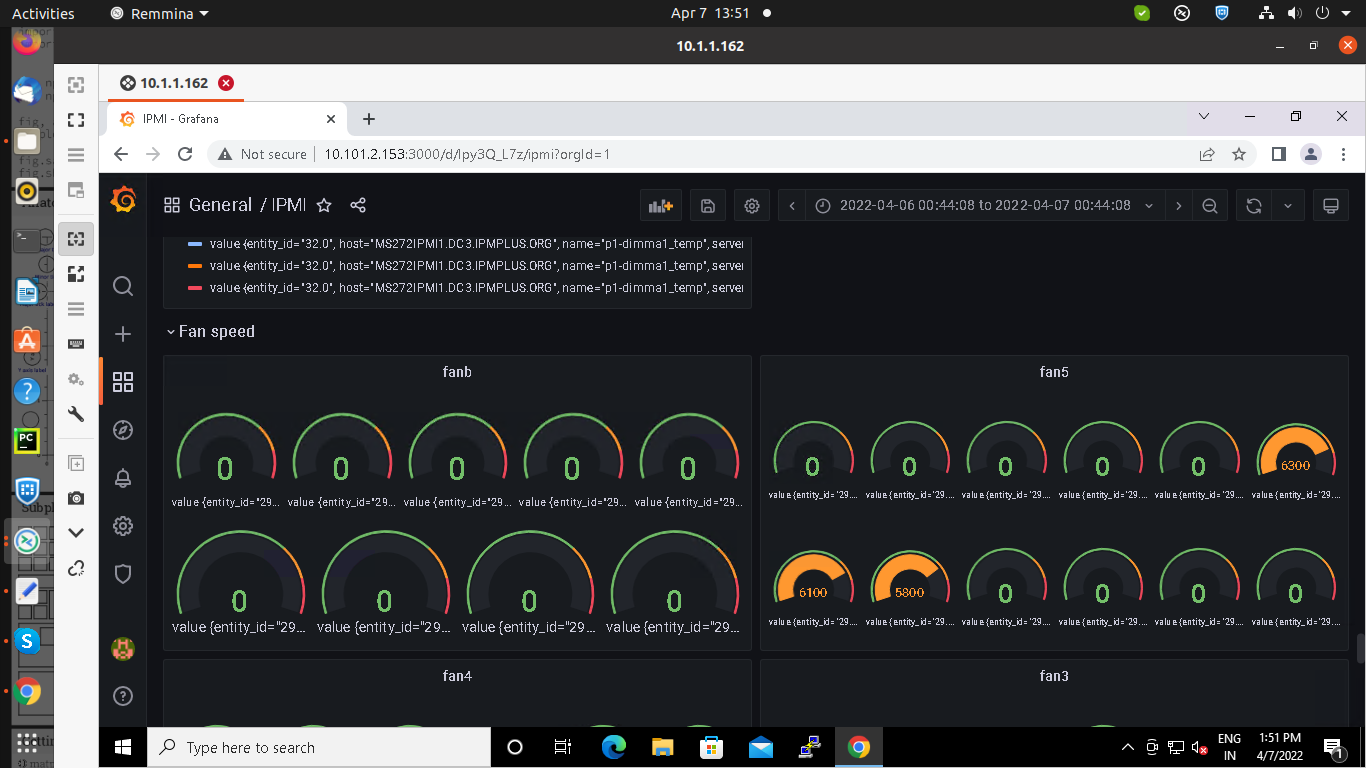 Activities
Remmina
Apr 7 13:51
10.1.1.162
10.1.1.162
IPMI - Grafana
Not secure
10.101.2.153:3000/d/Ipy3Q_L7z/ipmi?orgId=1
General / IPMI
2022-04-06 00:44:08 to 2022-04-07 00:44:08
value {entity_id="32.0", host="MS272IPMI1.DC3.IPMPLUS.ORG", name="p1-dimma1_temp", server
value {entity_id="32.0", host="MS272IPMI1.DC3.IPMPLUS.ORG", name="p1-dimma1_temp", server
value {entity_id="32.0", host="MS272IPMI1.DC3.IPMPLUS.ORG", name="p1-dimma1_temp", server
Fan speed
fanb
0 0 0 0 0
value {entity_id="29... value {entity_id="29... value {entity_id="29... value {entity_id="29... value {entity_id="29...
0 0 0 0
value {entity_id="29... value {entity_id="29... value {entity_id="29... value {entity_id="29...
fan5
0 0 0 0 0 6300
value {entity_id="29.... value {entity_id="29.... value {entity_id="29.... value {entity_id="29.... value {entity_id="29.... value {entity_id="29....
6100 5800 0 0 0 0
value {entity_id="29.... value {entity_id="29.... value {entity_id="29.... value {entity_id="29.... value {entity_id="29.... value {entity_id="29....
fan4
fan3
Type here to search
ENG
IN
1:51 PM
4/7/2022
1